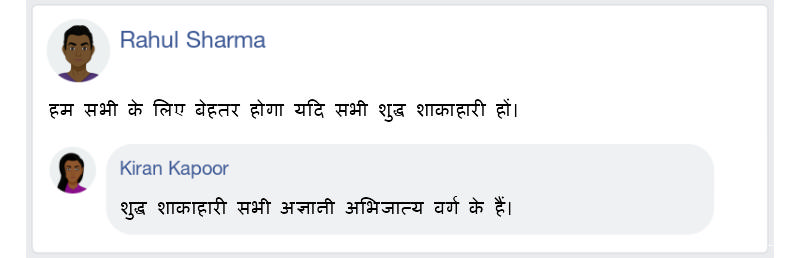 Rahul Sharma
हम सभी के लिए बेहतर होगा यदि सभी शुद्ध शाकाहारी हों।
Kiran Kapoor
शुद्ध शाकाहारी सभी अज्ञानी अभिजात्य वर्ग के हैं।